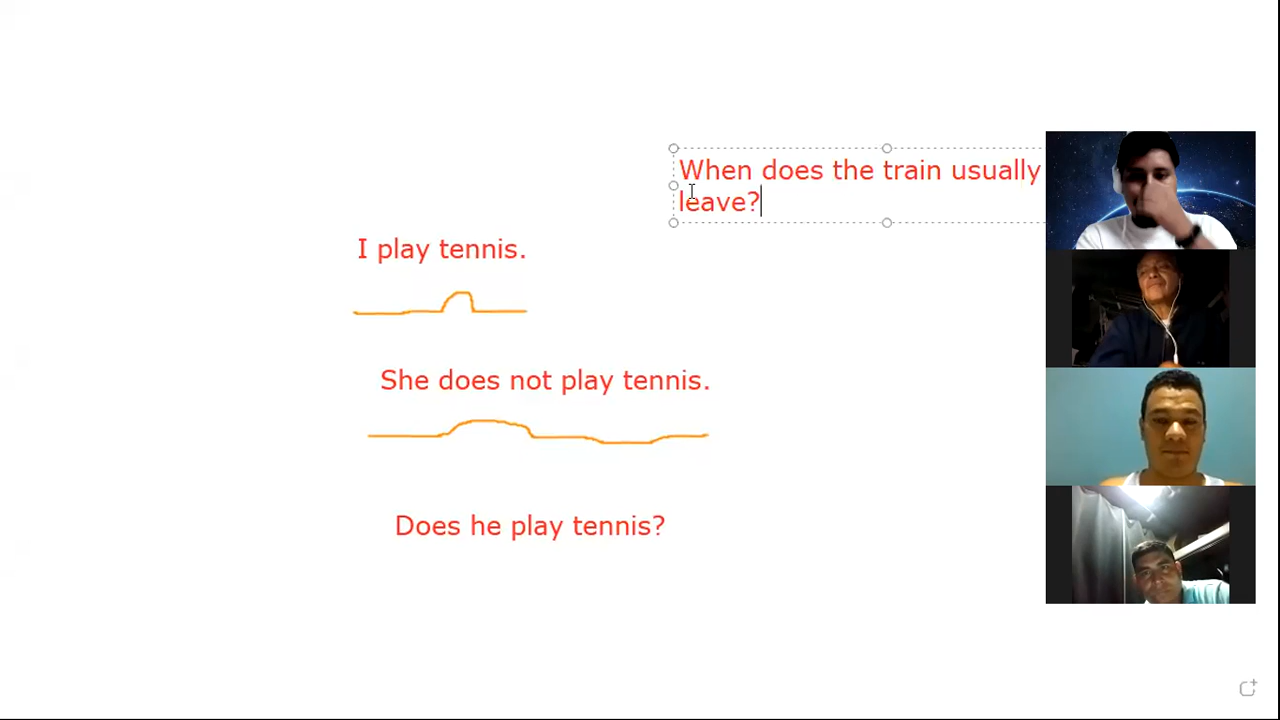 When does the train usually
leave?
I play tennis.
She does not play tennis.
Does he play tennis?